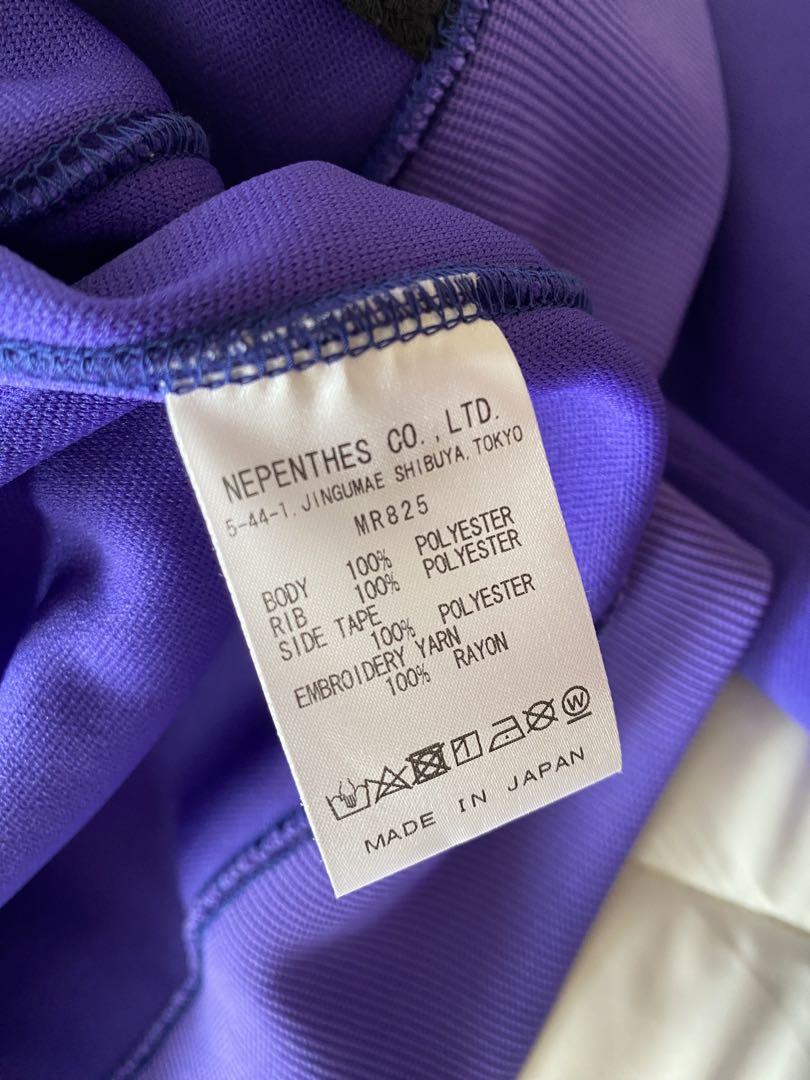 NEPENTHES CO.,LTD.
5-44-1, JINGUMAE SHIBUYA, TOKYO
MR825
BODY 100% POLYESTER
RIB 100% POLYESTER
SIDE TAPE
100% POLYESTER
EMBROIDERY YARN
100% RAYON
W
MADE IN JAPAN